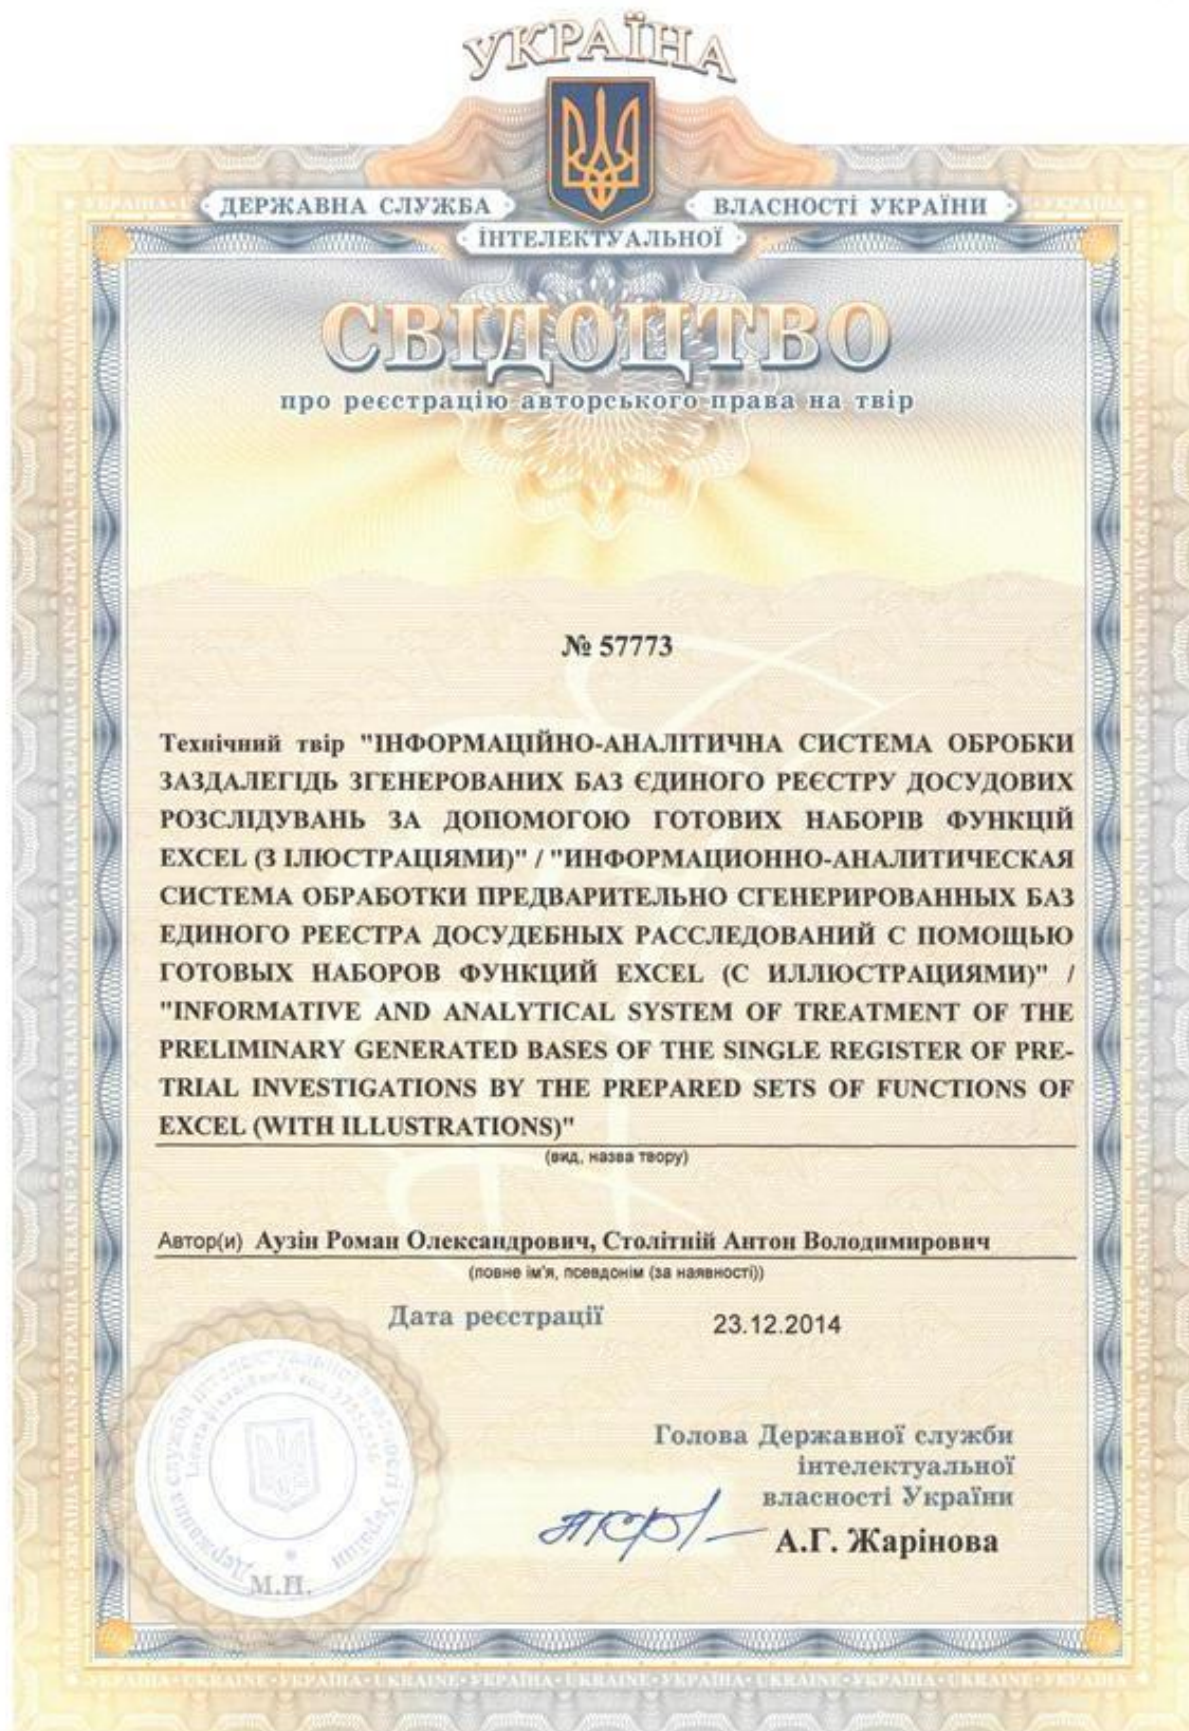 УКРАЇНА
ДЕРЖАВНА СЛУЖБА
ІНТЕЛЕКТУАЛЬНОЇ
ВЛАСНОСТІ УКРАЇНИ
СВІДОЦТВО
про реєстрацію авторського права на твір
№ 57773
Технічний твір "ІНФОРМАЦІЙНО-АНАЛІТИЧНА СИСТЕМА ОБРОБКИ
ЗАЗДАЛЕГІДЬ ЗГЕНЕРОВАНИХ БАЗ ЄДИНОГО РЕЄСТРУ ДОСУДОВИХ
РОЗСЛІДУВАНЬ ЗА ДОПОМОГОЮ ГОТОВИХ НАБОРІВ ФУНКЦІЙ
EXCEL (З ІЛЮСТРАЦІЯМИ)" / "ИНФОРМАЦИОННО-АНАЛИТИЧЕСКАЯ
СИСТЕМА ОБРАБОТКИ ПРЕДВАРИТЕЛЬНО СГЕНЕРИРОВАННЫХ БАЗ
ЕДИНОГО РЕЕСТРА ДОСУДЕБНЫХ РАССЛЕДОВАНИЙ С ПОМОЩЬЮ
ГОТОВЫХ НАБОРОВ ФУНКЦИЙ EXCEL (С ИЛЛЮСТРАЦИЯМИ)" /
"INFORMATIVE AND ANALYTICAL SYSTEM OF TREATMENT OF THE
PRELIMINARY GENERATED BASES OF THE SINGLE REGISTER OF PRE-
TRIAL INVESTIGATIONS BY THE PREPARED SETS OF FUNCTIONS OF
EXCEL (WITH ILLUSTRATIONS)"
(вид, назва твору)
Автор(и) Аузін Роман Олександрович, Столітній Антон Володимирович
(повне ім'я, псевдонім (за наявності))
Дата реєстрації 23.12.2014
Голова Державної служби
інтелектуальної
власності України
А.Г. Жарінова
Державна служба інтелектуальної власності України
М.П.